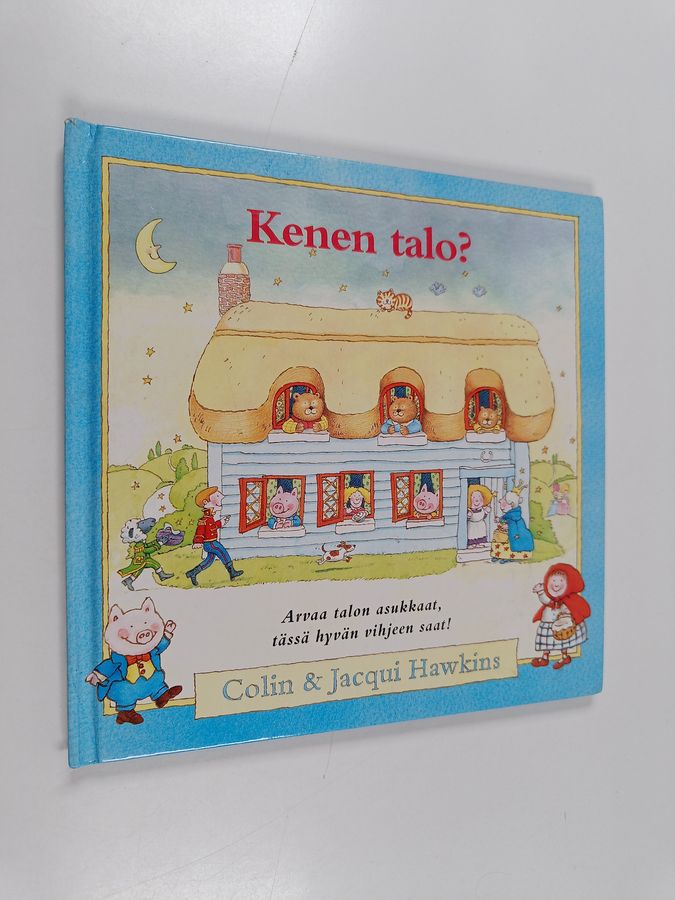 Kenen talo?
Arvaa talon asukkaat,
tässä hyvän vihjeen saat!
Colin & Jacqui Hawkins